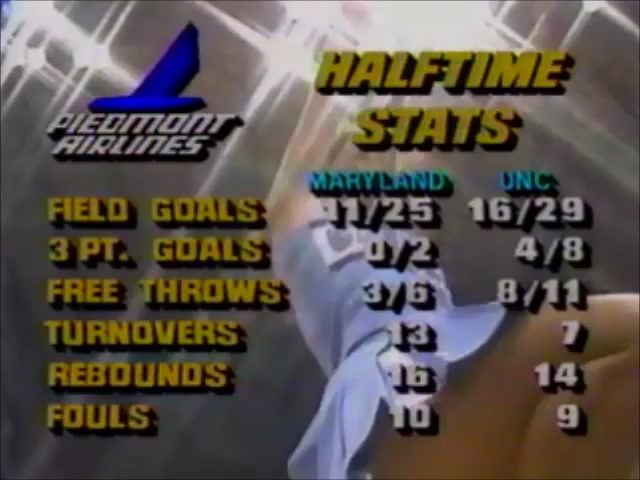 PIEDMONT
AIRLINES
HALFTIME
STATS
MARYLAND UNC
FIELD GOALS 11/25 16/29
3 PT. GOALS 0/2 4/8
FREE THROWS 3/6 8/11
TURNOVERS 13 7
REBOUNDS 16 14
FOULS 10 9